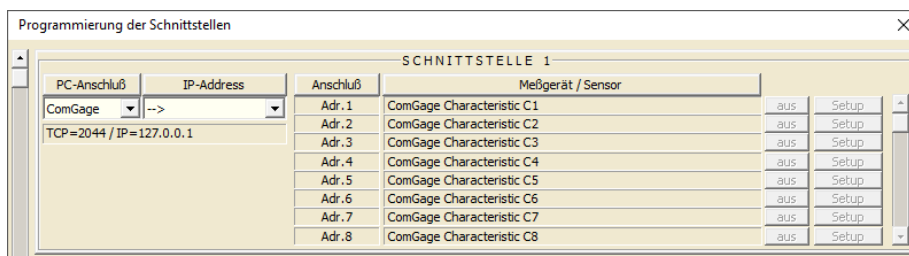 Programmierung der Schnittstellen
SCHNITTSTELLE 1
PC-Anschluß IP-Address Anschluß Meßgerät / Sensor
ComGage --> Adr.1 ComGage Characteristic C1 aus Setup
TCP=2044 / IP=127.0.0.1 Adr.2 ComGage Characteristic C2 aus Setup
Adr.3 ComGage Characteristic C3 aus Setup
Adr.4 ComGage Characteristic C4 aus Setup
Adr.5 ComGage Characteristic C5 aus Setup
Adr.6 ComGage Characteristic C6 aus Setup
Adr.7 ComGage Characteristic C7 aus Setup
Adr.8 ComGage Characteristic C8 aus Setup